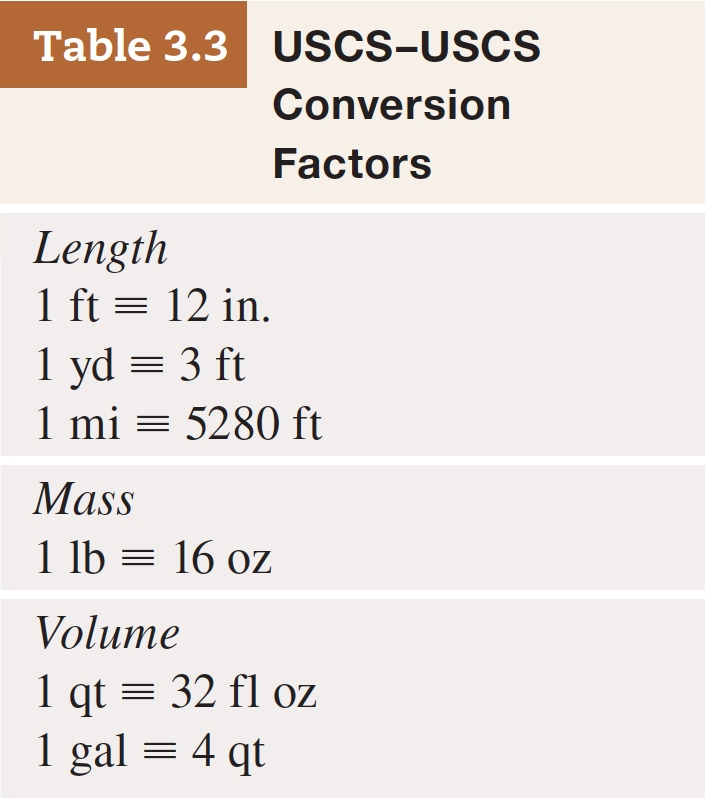 Table 3.3
USCS–USCS
Conversion
Factors
Length
1 ft ≡ 12 in.
1 yd ≡ 3 ft
1 mi ≡ 5280 ft
Mass
1 lb ≡ 16 oz
Volume
1 qt ≡ 32 fl oz
1 gal ≡ 4 qt